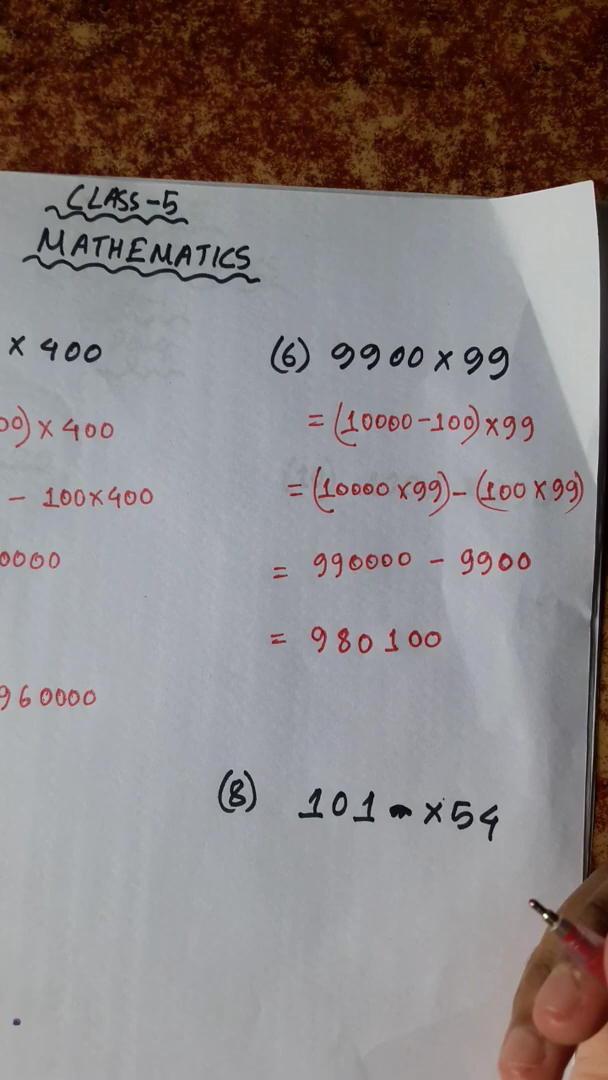 CLASS-5
MATHEMATICS
× 400
00) × 400
- 100×400
0000
960000
(6) 9900 × 99
= (10000-100) ×99
= (10000 ×99) - (100 ×99)
= 990000 - 9900
= 980100
(8) 101 × 54